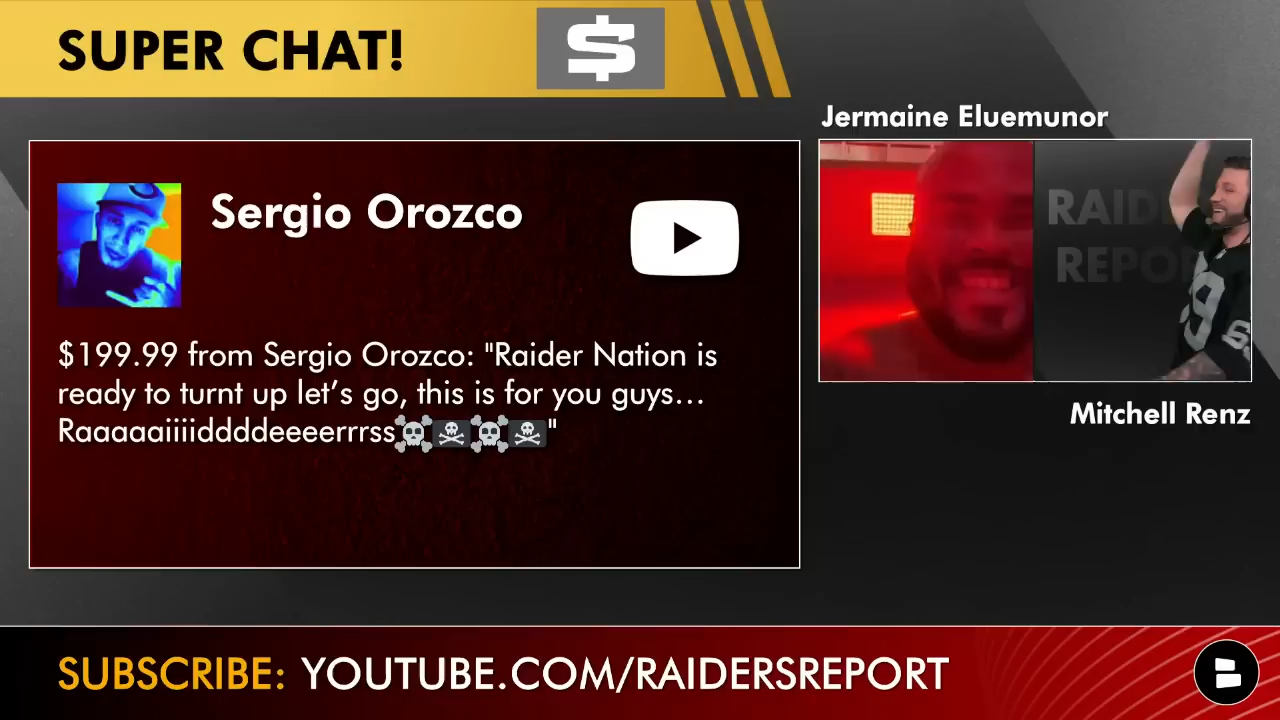 SUPER CHAT!
$
Jermaine Eluemunor
Sergio Orozco
$199.99 from Sergio Orozco: "Raider Nation is
ready to turnt up let’s go, this is for you guys…
Raaaaaiiiiddddeeeerrrss☠️🏴‍☠️☠️🏴‍☠️"
Mitchell Renz
SUBSCRIBE: YOUTUBE.COM/RAIDERSREPORT